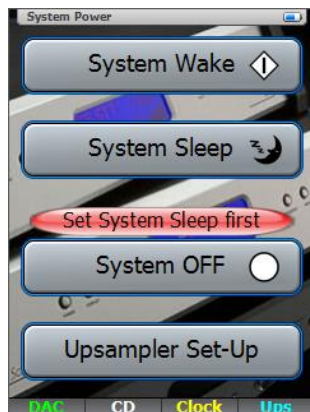 System Power
System Wake
System Sleep
Set System Sleep first
System OFF
Upsampler Set-Up
DAC CD Clock Ups